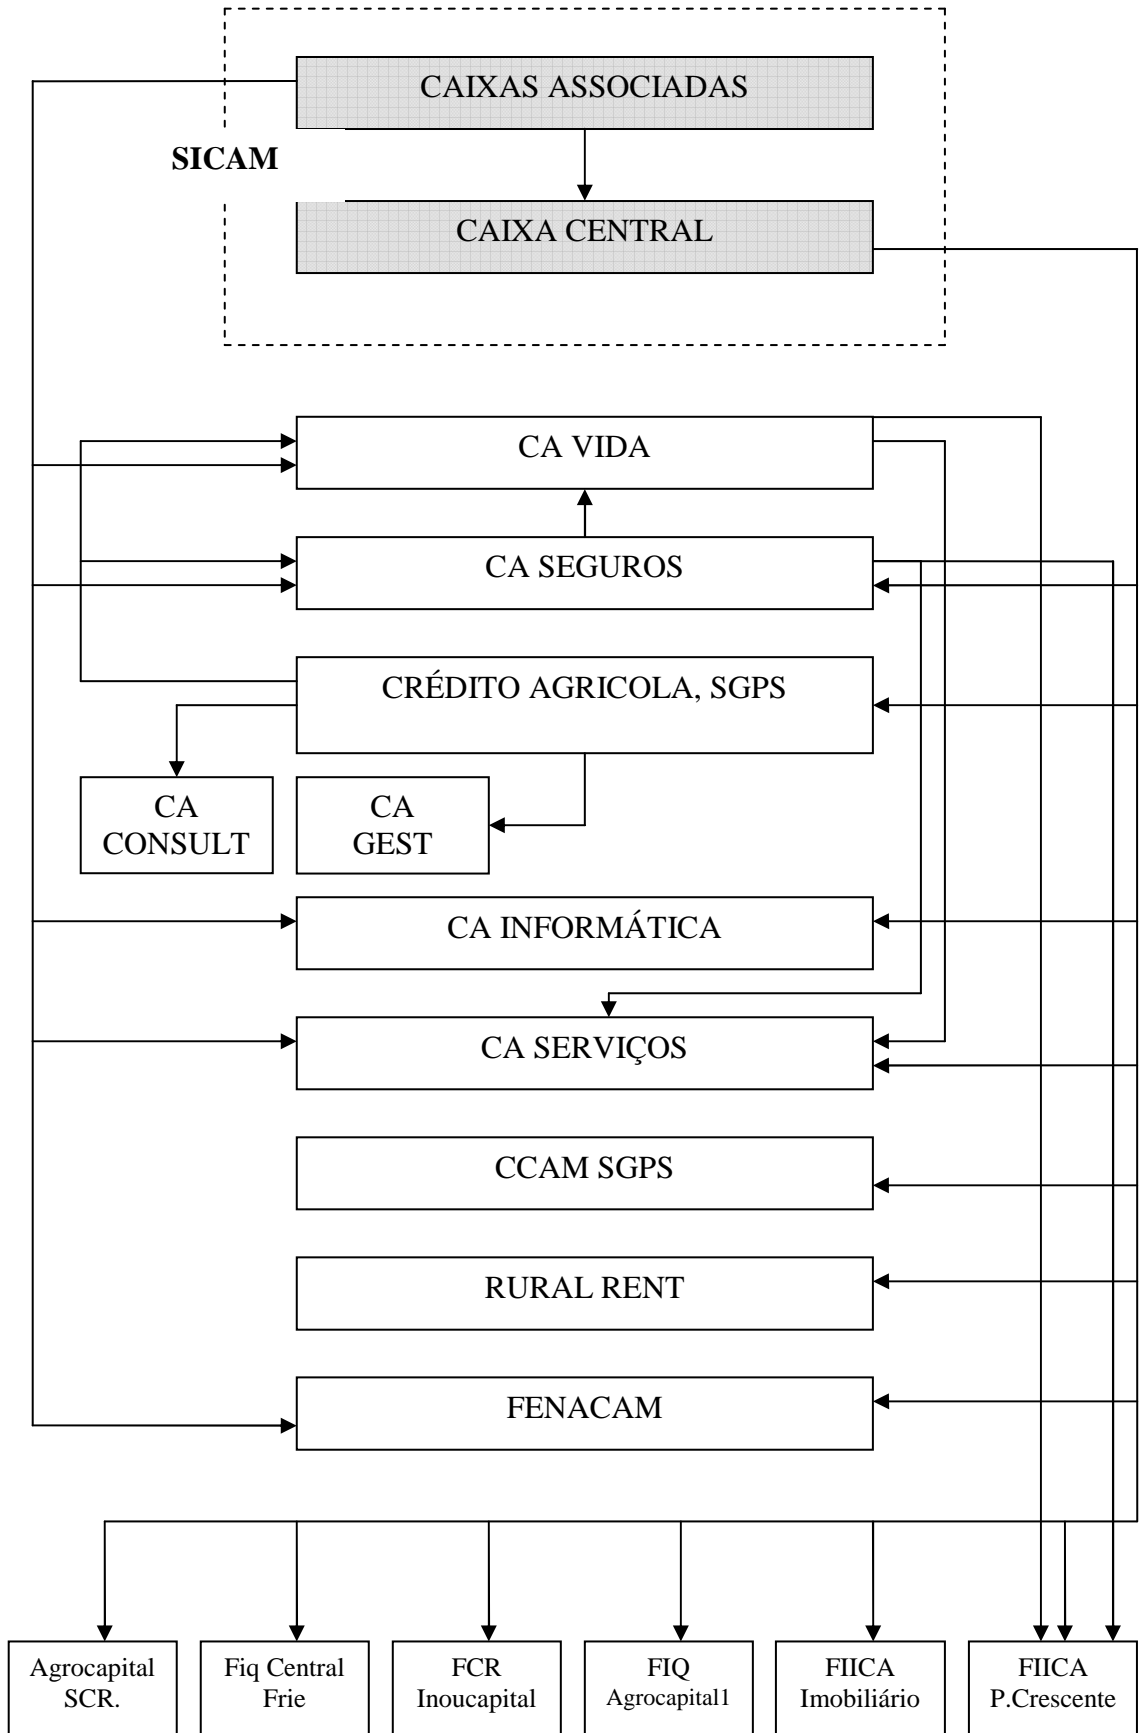 CAIXAS ASSOCIADAS
SICAM
CAIXA CENTRAL
CA VIDA
CA SEGUROS
CRÉDITO AGRICOLA, SGPS
CA
CONSULT
CA
GEST
CA INFORMÁTICA
CA SERVIÇOS
CCAM SGPS
RURAL RENT
FENACAM
Agrocapital
SCR.
Fiq Central
Frie
FCR
Inoucapital
FIQ
Agrocapital1
FIICA
Imobiliário
FIICA
P.Crescente